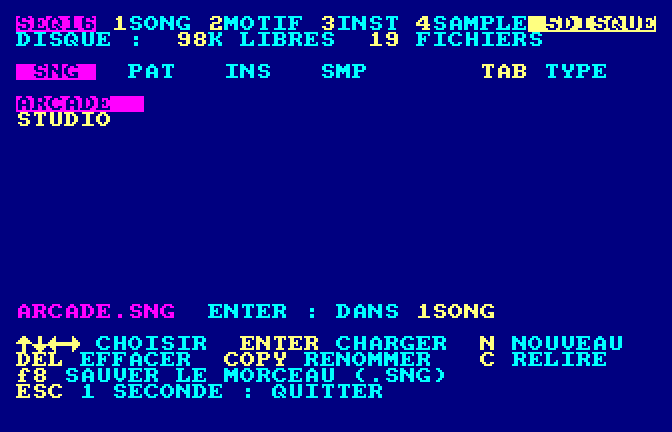 SEQ16 1SONG 2MOTIF 3INST 4SAMPLE 5DISQUE
DISQUE : 98K LIBRES 19 FICHIERS
SNG PAT INS SMP TAB TYPE
ARCADE
STUDIO
ARCADE.SNG ENTER : DANS 1SONG
↑↓←→ CHOISIR ENTER CHARGER N NOUVEAU
DEL EFFACER COPY RENOMMER C RELIRE
f8 SAUVER LE MORCEAU (.SNG)
ESC 1 SECONDE : QUITTER